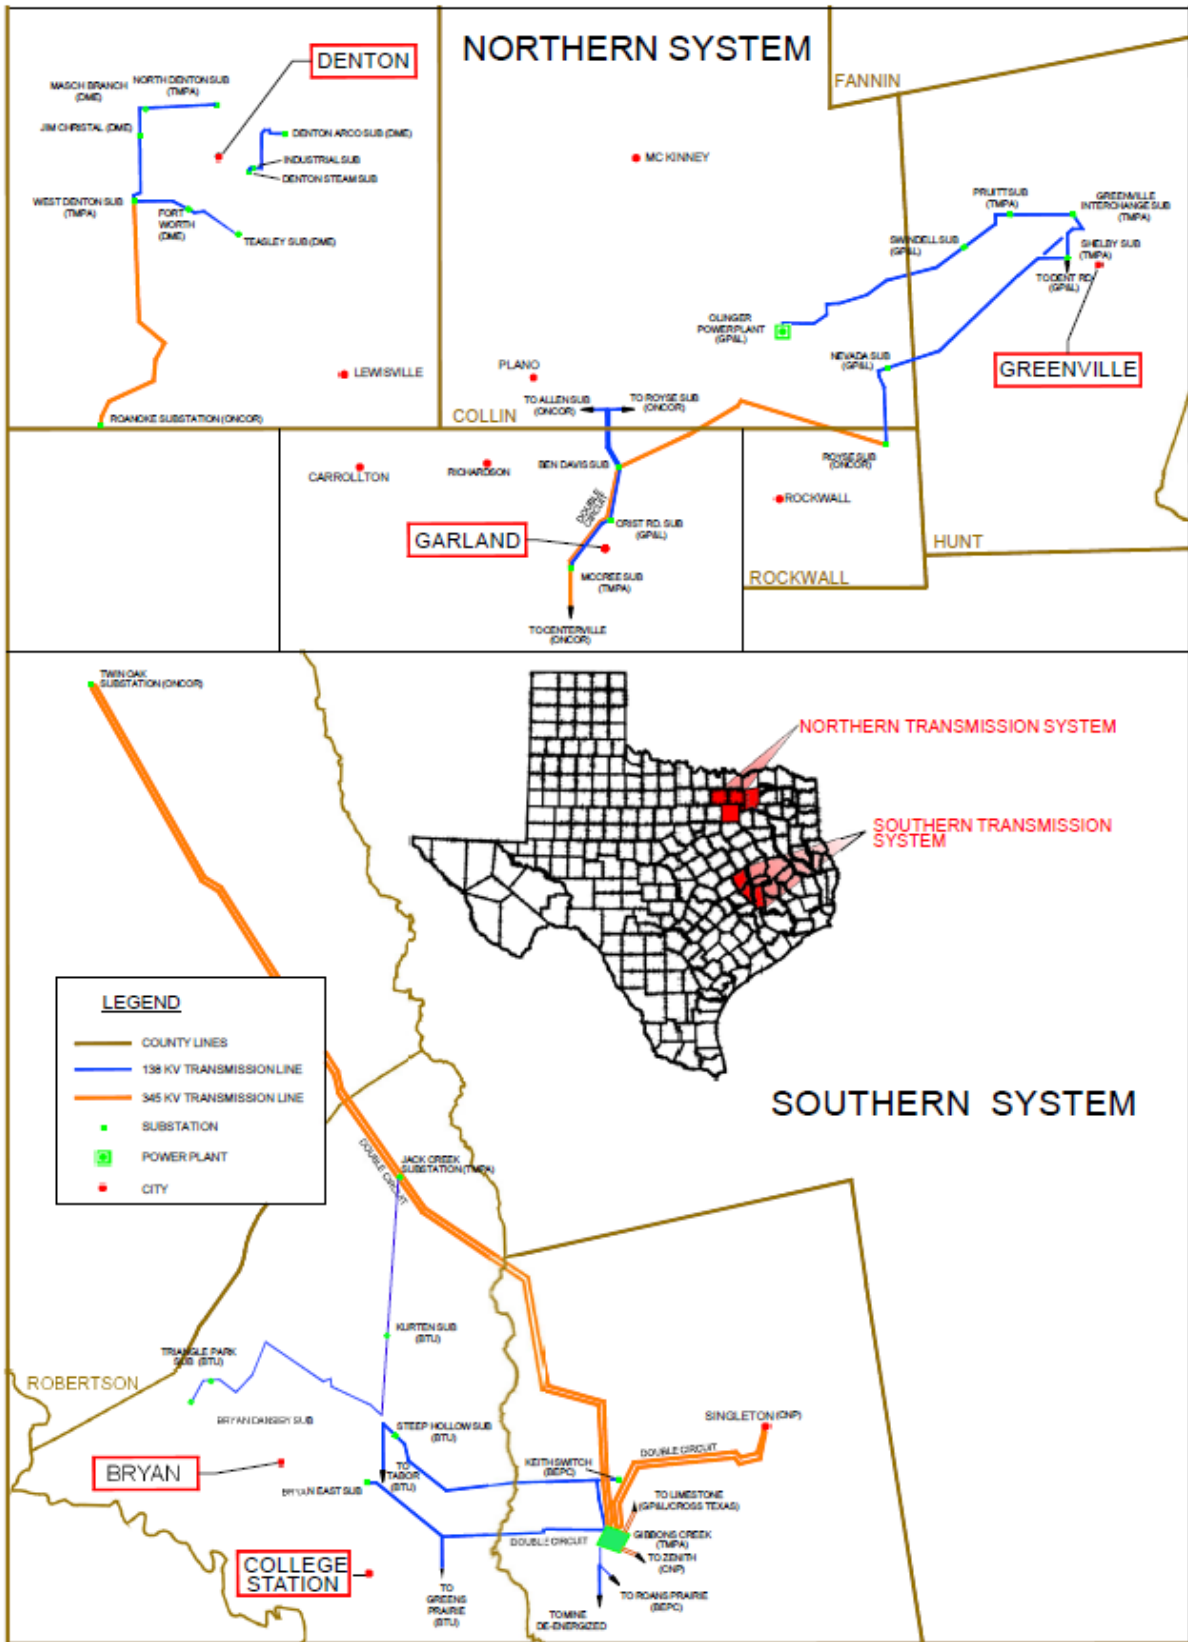 NORTHERN SYSTEM
DENTON
MASCH BRANCH
(DME)
NORTH DENTON SUB
(TMPA)
JIM CHRISTAL (DME)
DENTON ARCO SUB (DME)
INDUSTRIAL SUB
DENTON STEAM SUB
WEST DENTON SUB
(TMPA)
FORT
WORTH
(DME)
TEASLEY SUB (DME)
LEWISVILLE
ROANOKE SUBSTATION (ONCOR)
FANNIN
MC KINNEY
PRUITT SUB
(TMPA)
GREENVILLE
INTERCHANGE SUB
(TMPA)
SWINDELL SUB
(GP&L)
SHELBY SUB
(TMPA)
TO DENT RD.
(GP&L)
OLINGER
POWERPLANT
(GP&L)
NEVADA SUB
(GP&L)
GREENVILLE
PLANO
TO ALLEN SUB
(ONCOR)
TO ROYSE SUB
(ONCOR)
COLLIN
CARROLLTON
RICHARDSON
BEN DAVIS SUB
ROYSE SUB
(ONCOR)
DOUBLE
CIRCUIT
ROCKWALL
CRIST RD. SUB
(GP&L)
GARLAND
HUNT
MCCREE SUB
(TMPA)
ROCKWALL
TO CENTERVILLE
(ONCOR)
TWIN OAK
SUBSTATION (ONCOR)
NORTHERN TRANSMISSION SYSTEM
SOUTHERN TRANSMISSION
SYSTEM
LEGEND
COUNTY LINES
138 KV TRANSMISSION LINE
345 KV TRANSMISSION LINE
SUBSTATION
POWER PLANT
CITY
SOUTHERN SYSTEM
JACK CREEK
SUBSTATION (TMPA)
DOUBLE CIRCUIT
KURTEN SUB
(BTU)
TRIANGLE PARK
SUB (BTU)
ROBERTSON
BRYAN DANSBY SUB
STEEP HOLLOW SUB
(BTU)
SINGLETON (CNP)
DOUBLE CIRCUIT
KEITH SWITCH
(BEPC)
BRYAN
TO
TABOR
(BTU)
BRYAN EAST SUB
TO LIMESTONE
(GP&L/CROSS TEXAS)
DOUBLE CIRCUIT
GIBBONS CREEK
(TMPA)
TO ZENITH
(CNP)
COLLEGE
STATION
TO
GREENS
PRAIRIE
(BTU)
TO ROANS PRAIRIE
(BEPC)
TO MINE
DE-ENERGIZED